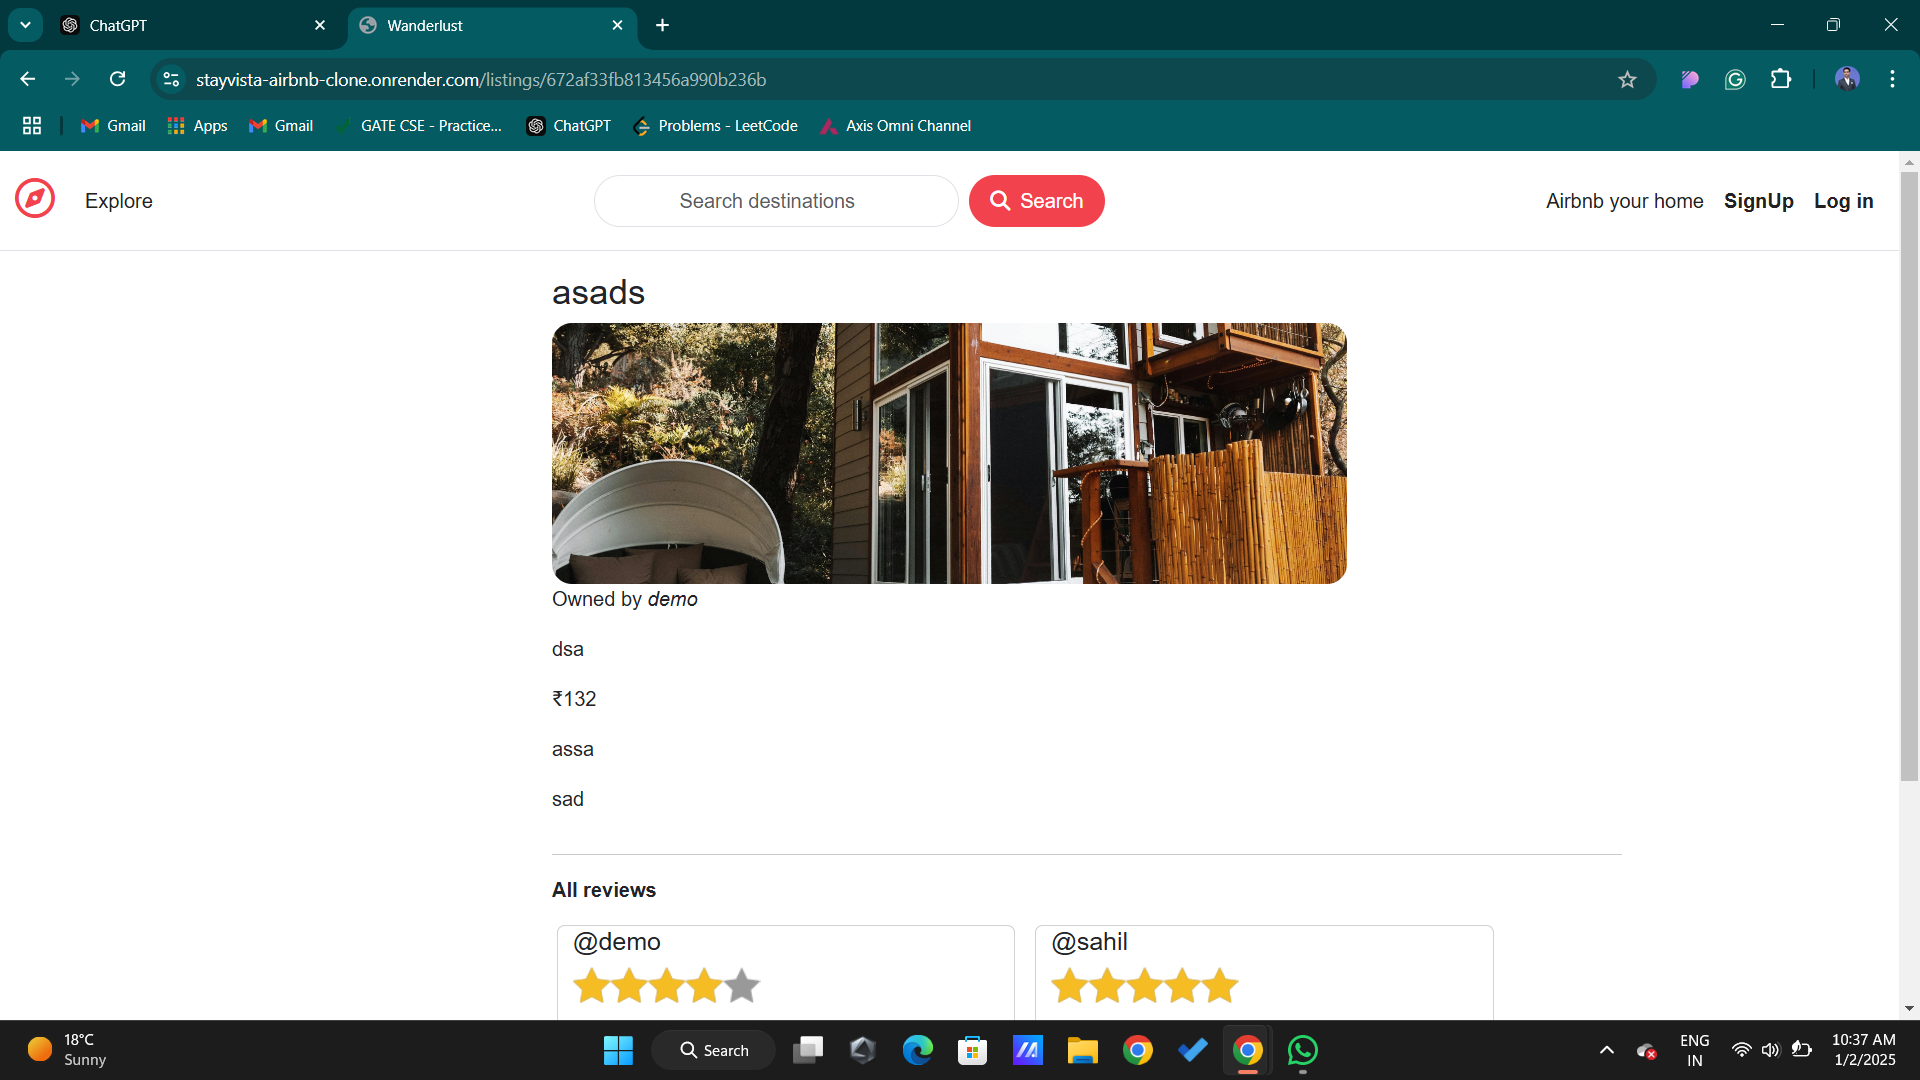 ChatGPT
Wanderlust
stayvista-airbnb-clone.onrender.com/listings/672af33fb813456a990b236b
Gmail
Apps
Gmail
GATE CSE - Practice...
ChatGPT
Problems - LeetCode
Axis Omni Channel
Explore
Search destinations
Search
Airbnb your home
SignUp
Log in
asads
Owned by demo
dsa
₹132
assa
sad
All reviews
@demo
@sahil
18°C
Sunny
Search
ENG
IN
10:37 AM
1/2/2025